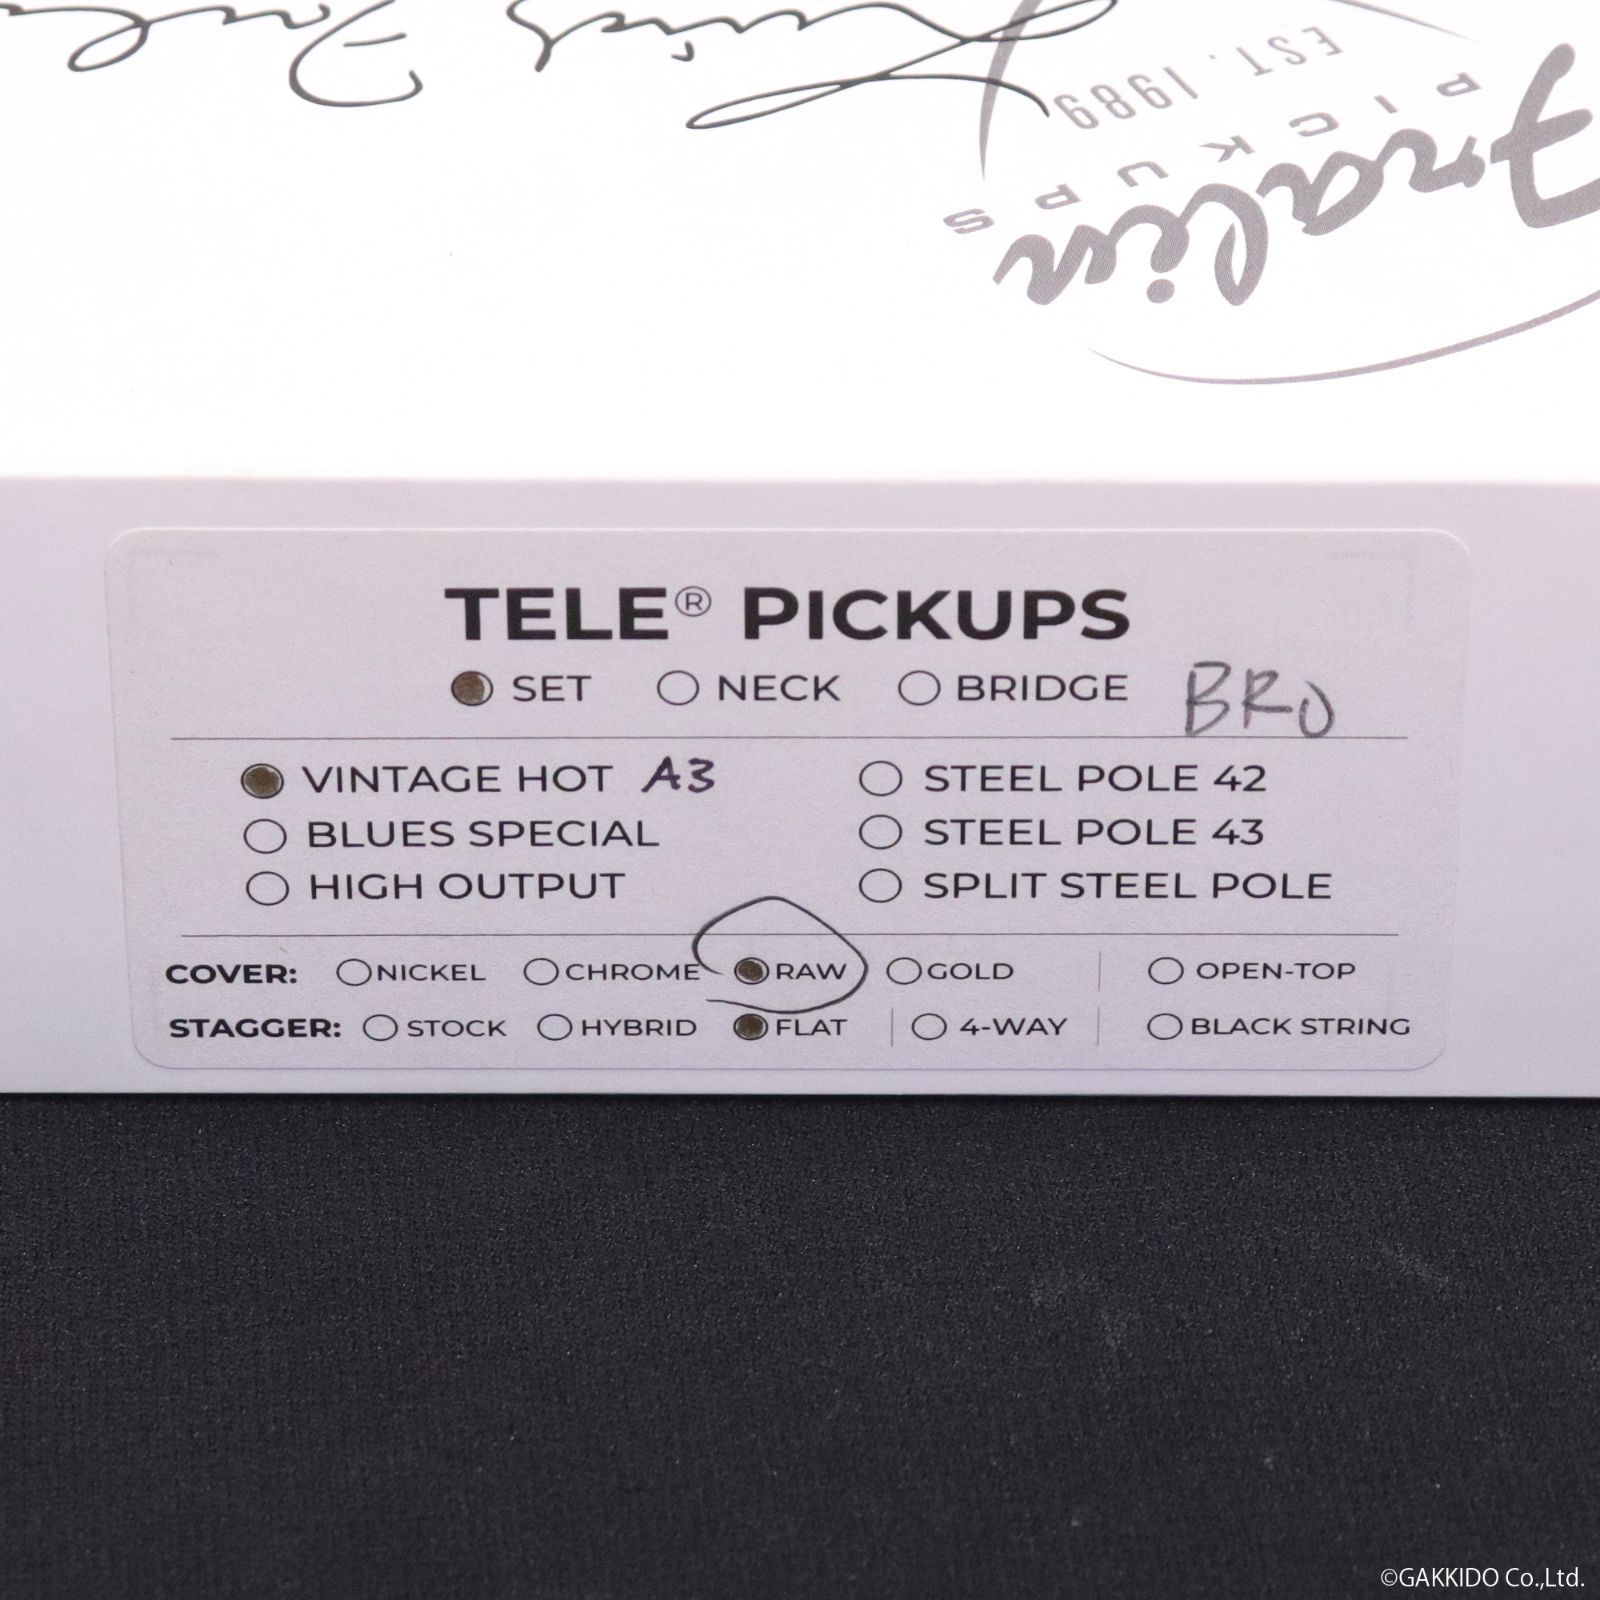 Fralin
PICKUPS
EST. 1989
TELE® PICKUPS
SET NECK BRIDGE BRO
VINTAGE HOT A3 STEEL POLE 42
BLUES SPECIAL STEEL POLE 43
HIGH OUTPUT SPLIT STEEL POLE
COVER: NICKEL CHROME RAW GOLD OPEN-TOP
STAGGER: STOCK HYBRID FLAT 4-WAY BLACK STRING
©GAKKIDO Co.,Ltd.